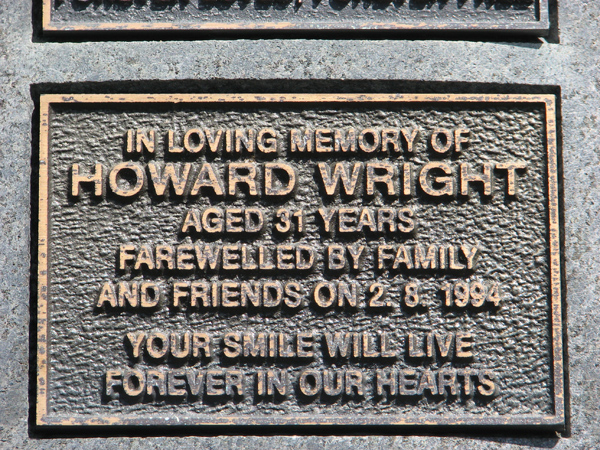 IN LOVING MEMORY OF
HOWARD WRIGHT
AGED 31 YEARS
FAREWELLED BY FAMILY
AND FRIENDS ON 2. 8. 1994
YOUR SMILE WILL LIVE
FOREVER IN OUR HEARTS